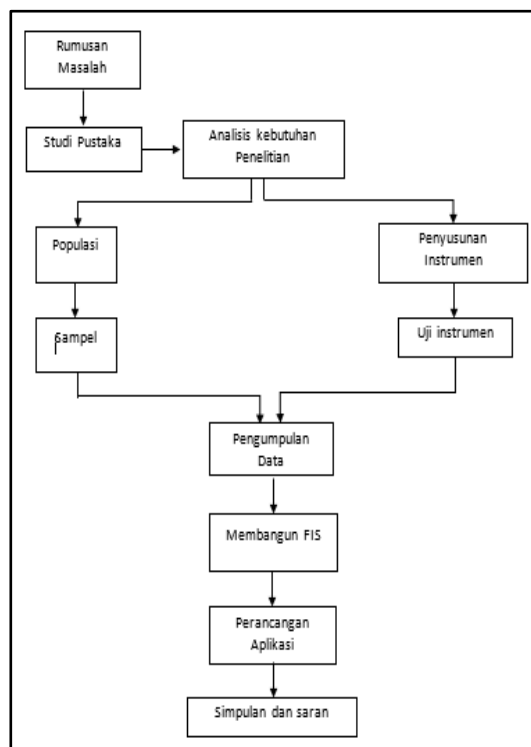 Rumusan
Masalah
Studi Pustaka
Analisis kebutuhan
Penelitian
Populasi
Penyusunan
Instrumen
Sampel
Uji instrumen
Pengumpulan
Data
Membangun FIS
Perancangan
Aplikasi
Simpulan dan saran